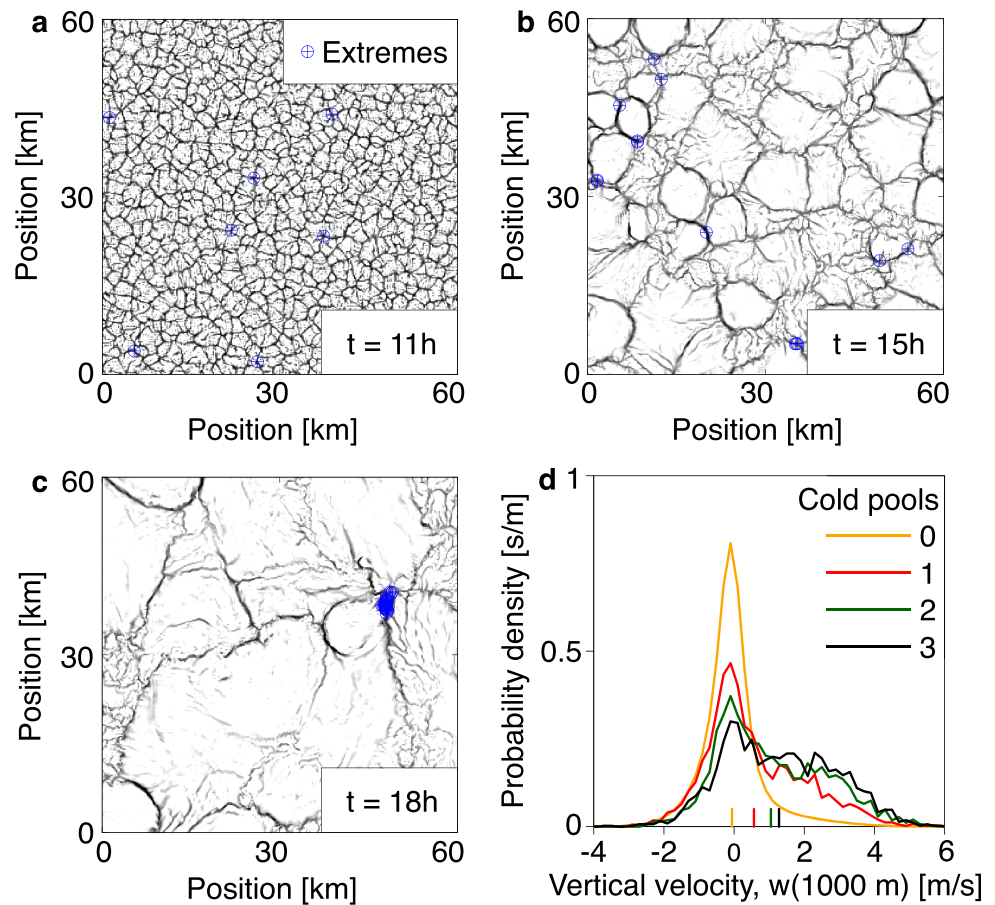 a
60
30
0
Position [km]
Extremes
t = 11h
0
30
60
Position [km]
b
60
30
0
Position [km]
t = 15h
0
30
60
Position [km]
c
60
30
0
Position [km]
t = 18h
0
30
60
Position [km]
d
1
0.5
0
Probability density [s/m]
Cold pools
0
1
2
3
-4
-2
0
2
4
6
Vertical velocity, w(1000 m) [m/s]